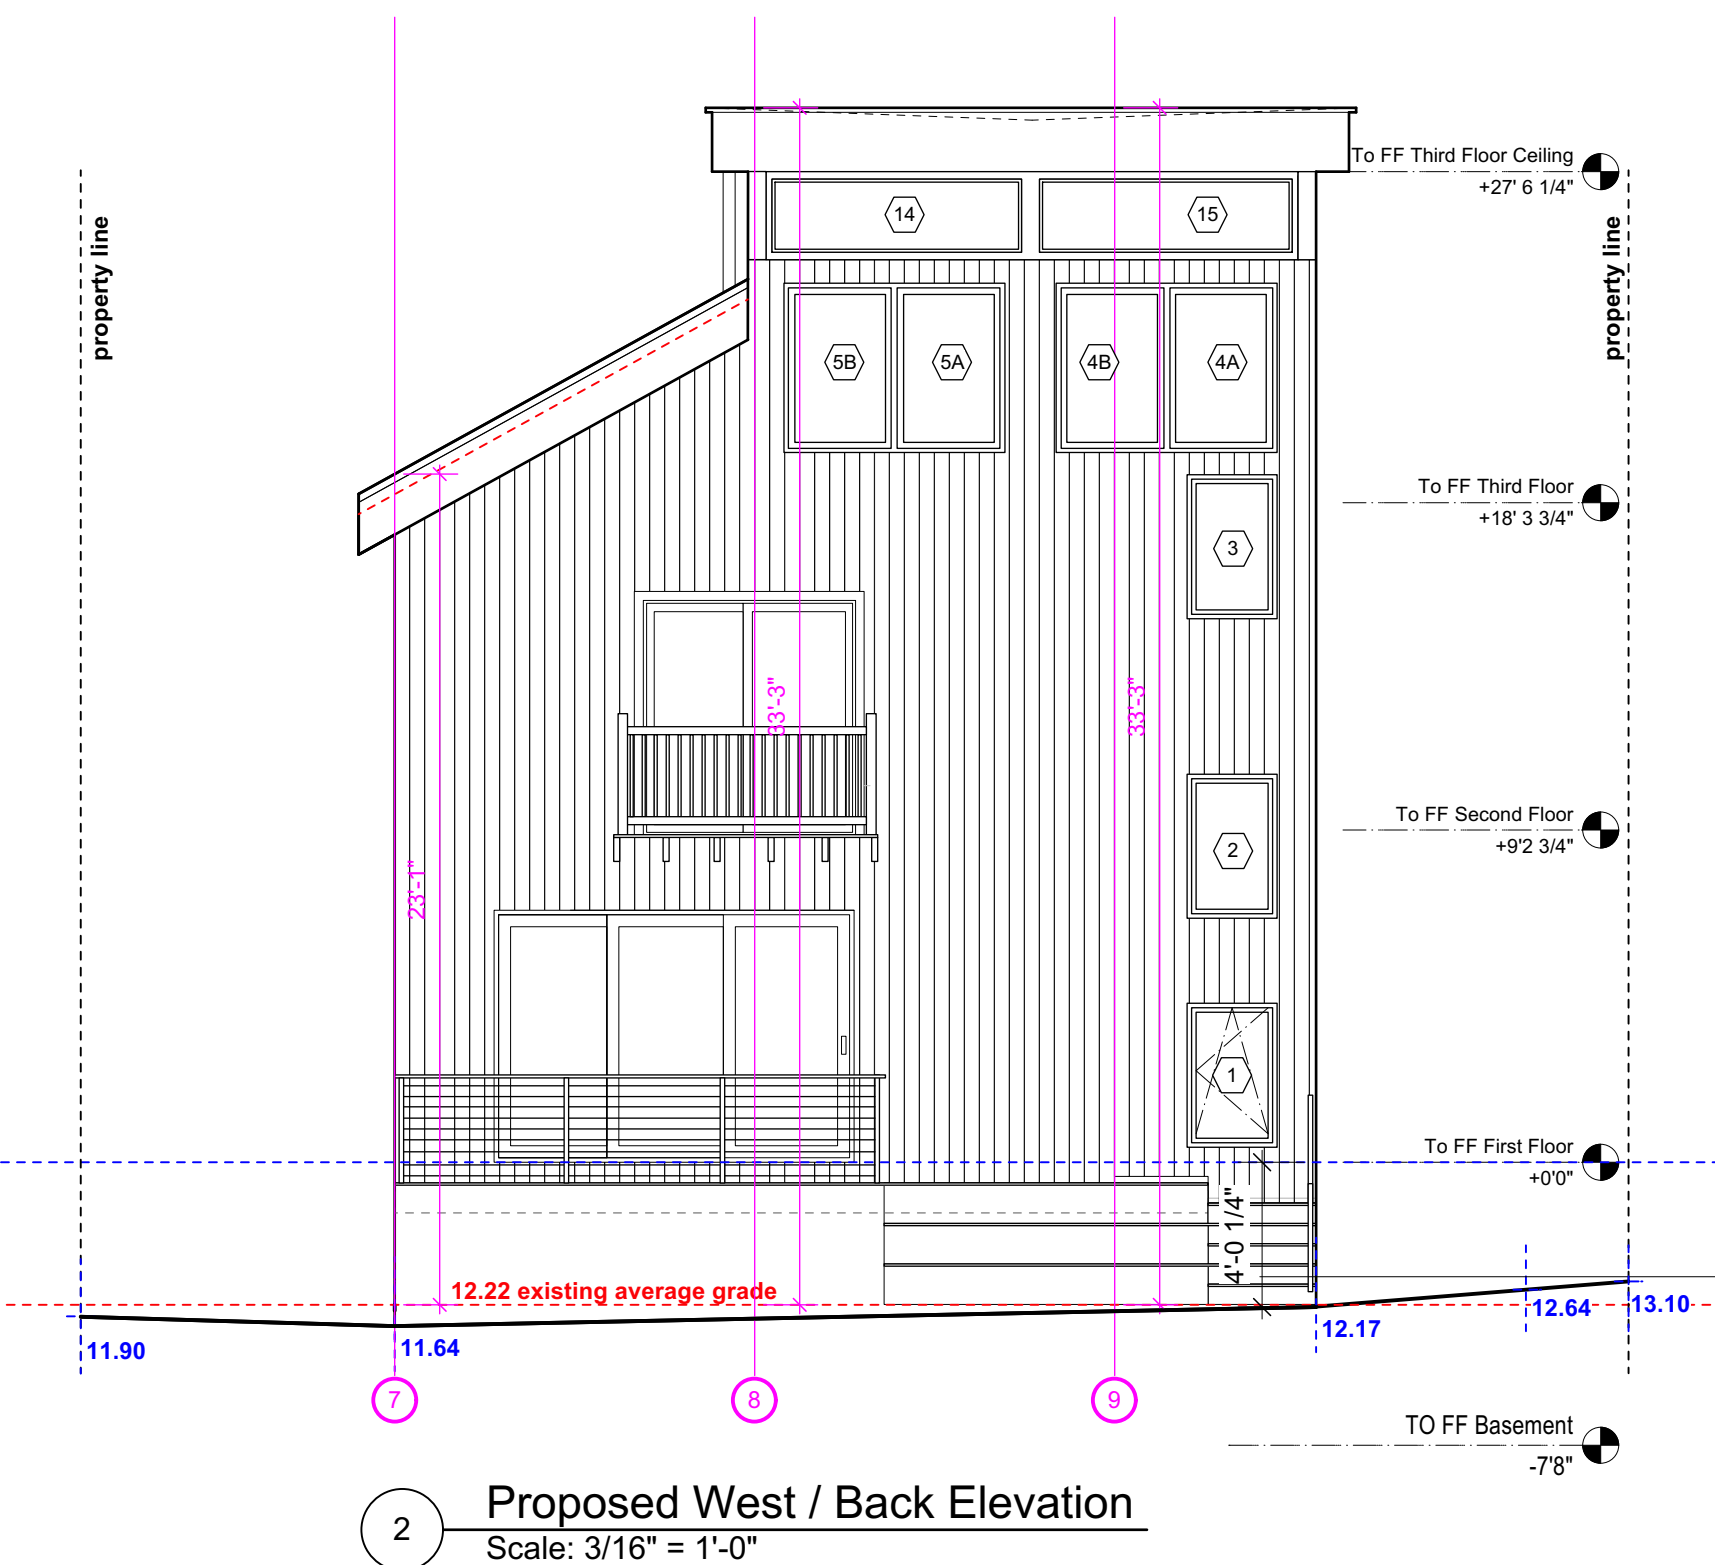 To FF Third Floor Ceiling
+27' 6 1/4"
property line
property line
14
15
5B
5A
4B
4A
To FF Third Floor
+18' 3 3/4"
3
33'-3"
33'-3"
To FF Second Floor
+9'2 3/4"
2
23'-1"
1
To FF First Floor
+0'0"
4'-0 1/4"
12.22 existing average grade
11.90
11.64
12.17
12.64
13.10
7
8
9
TO FF Basement
-7'8"
2
Proposed West / Back Elevation
Scale: 3/16" = 1'-0"